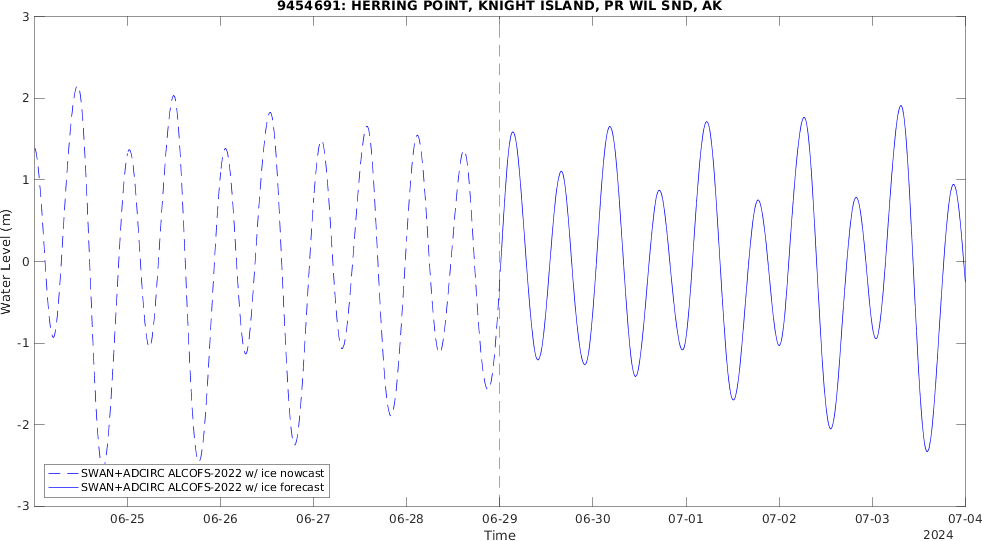 9454691: HERRING POINT, KNIGHT ISLAND, PR WIL SND, AK
3
2
1
0
-1
-2
-3
Water Level (m)
SWAN+ADCIRC ALCOFS-2022 w/ ice nowcast
SWAN+ADCIRC ALCOFS-2022 w/ ice forecast
06-25 06-26 06-27 06-28 06-29 06-30 07-01 07-02 07-03 07-04
Time
2024